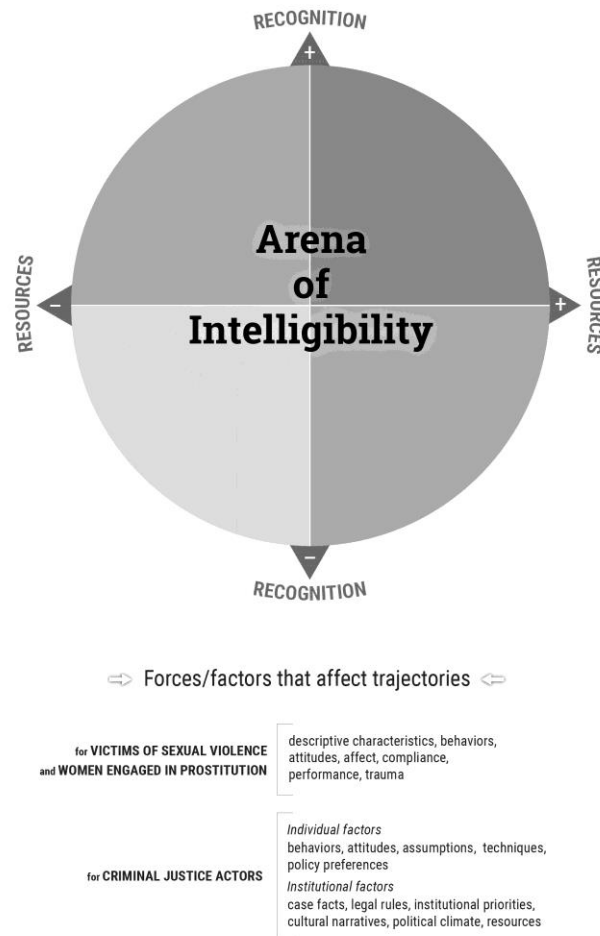 RECOGNITION
+
Arena
of
Intelligibility
RESOURCES
−
+
RESOURCES
−
RECOGNITION
⇨ Forces/factors that affect trajectories ⇦
for VICTIMS OF SEXUAL VIOLENCE
and WOMEN ENGAGED IN PROSTITUTION
descriptive characteristics, behaviors,
attitudes, affect, compliance,
performance, trauma
for CRIMINAL JUSTICE ACTORS
Individual factors
behaviors, attitudes, assumptions, techniques,
policy preferences
Institutional factors
case facts, legal rules, institutional priorities,
cultural narratives, political climate, resources